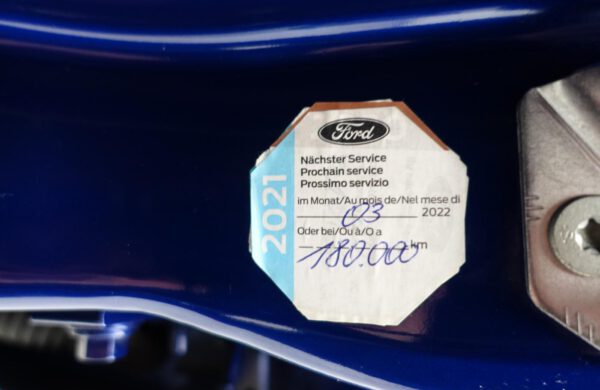 Ford
2021
Nächster Service
Prochain service
Prossimo servizio
im Monat/Au mois de/Nel mese di
03 2022
Oder bei/Ou à/O a
180.000 km